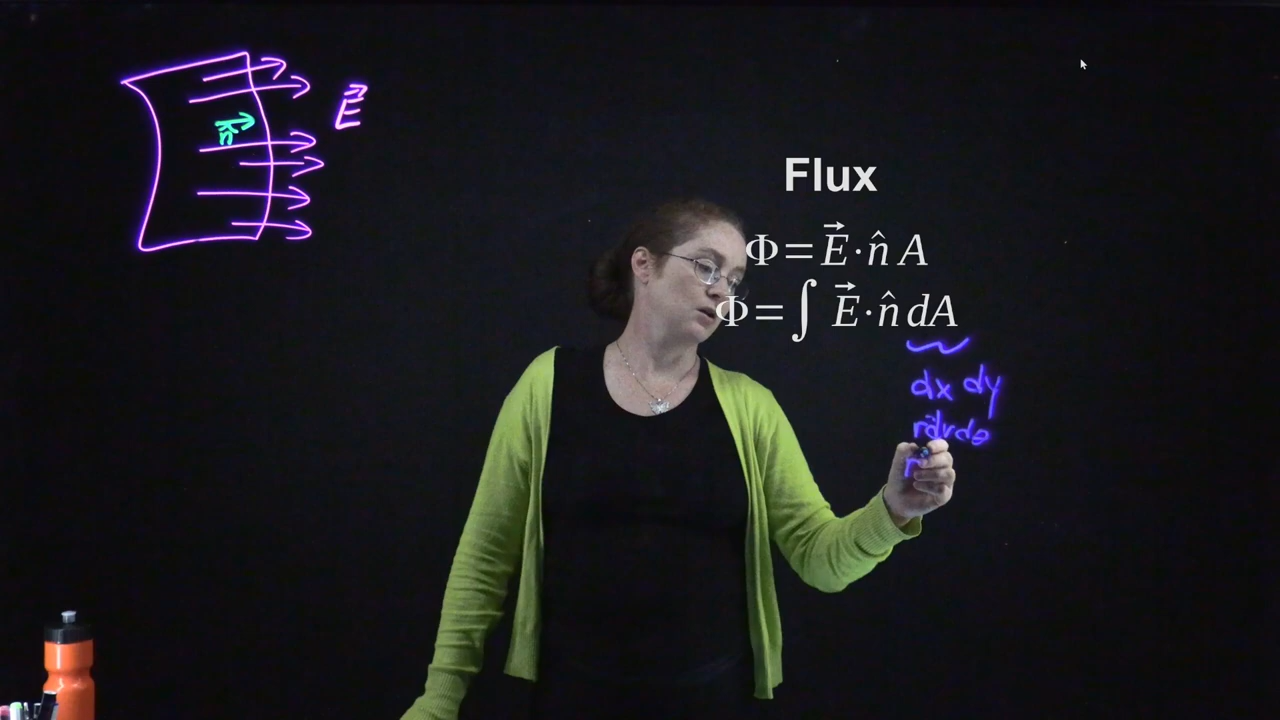 E⃗
n̂
Flux
Φ = E⃗ · n̂ A
Φ = ∫ E⃗ · n̂ dA
dx dy
rdrdθ
r